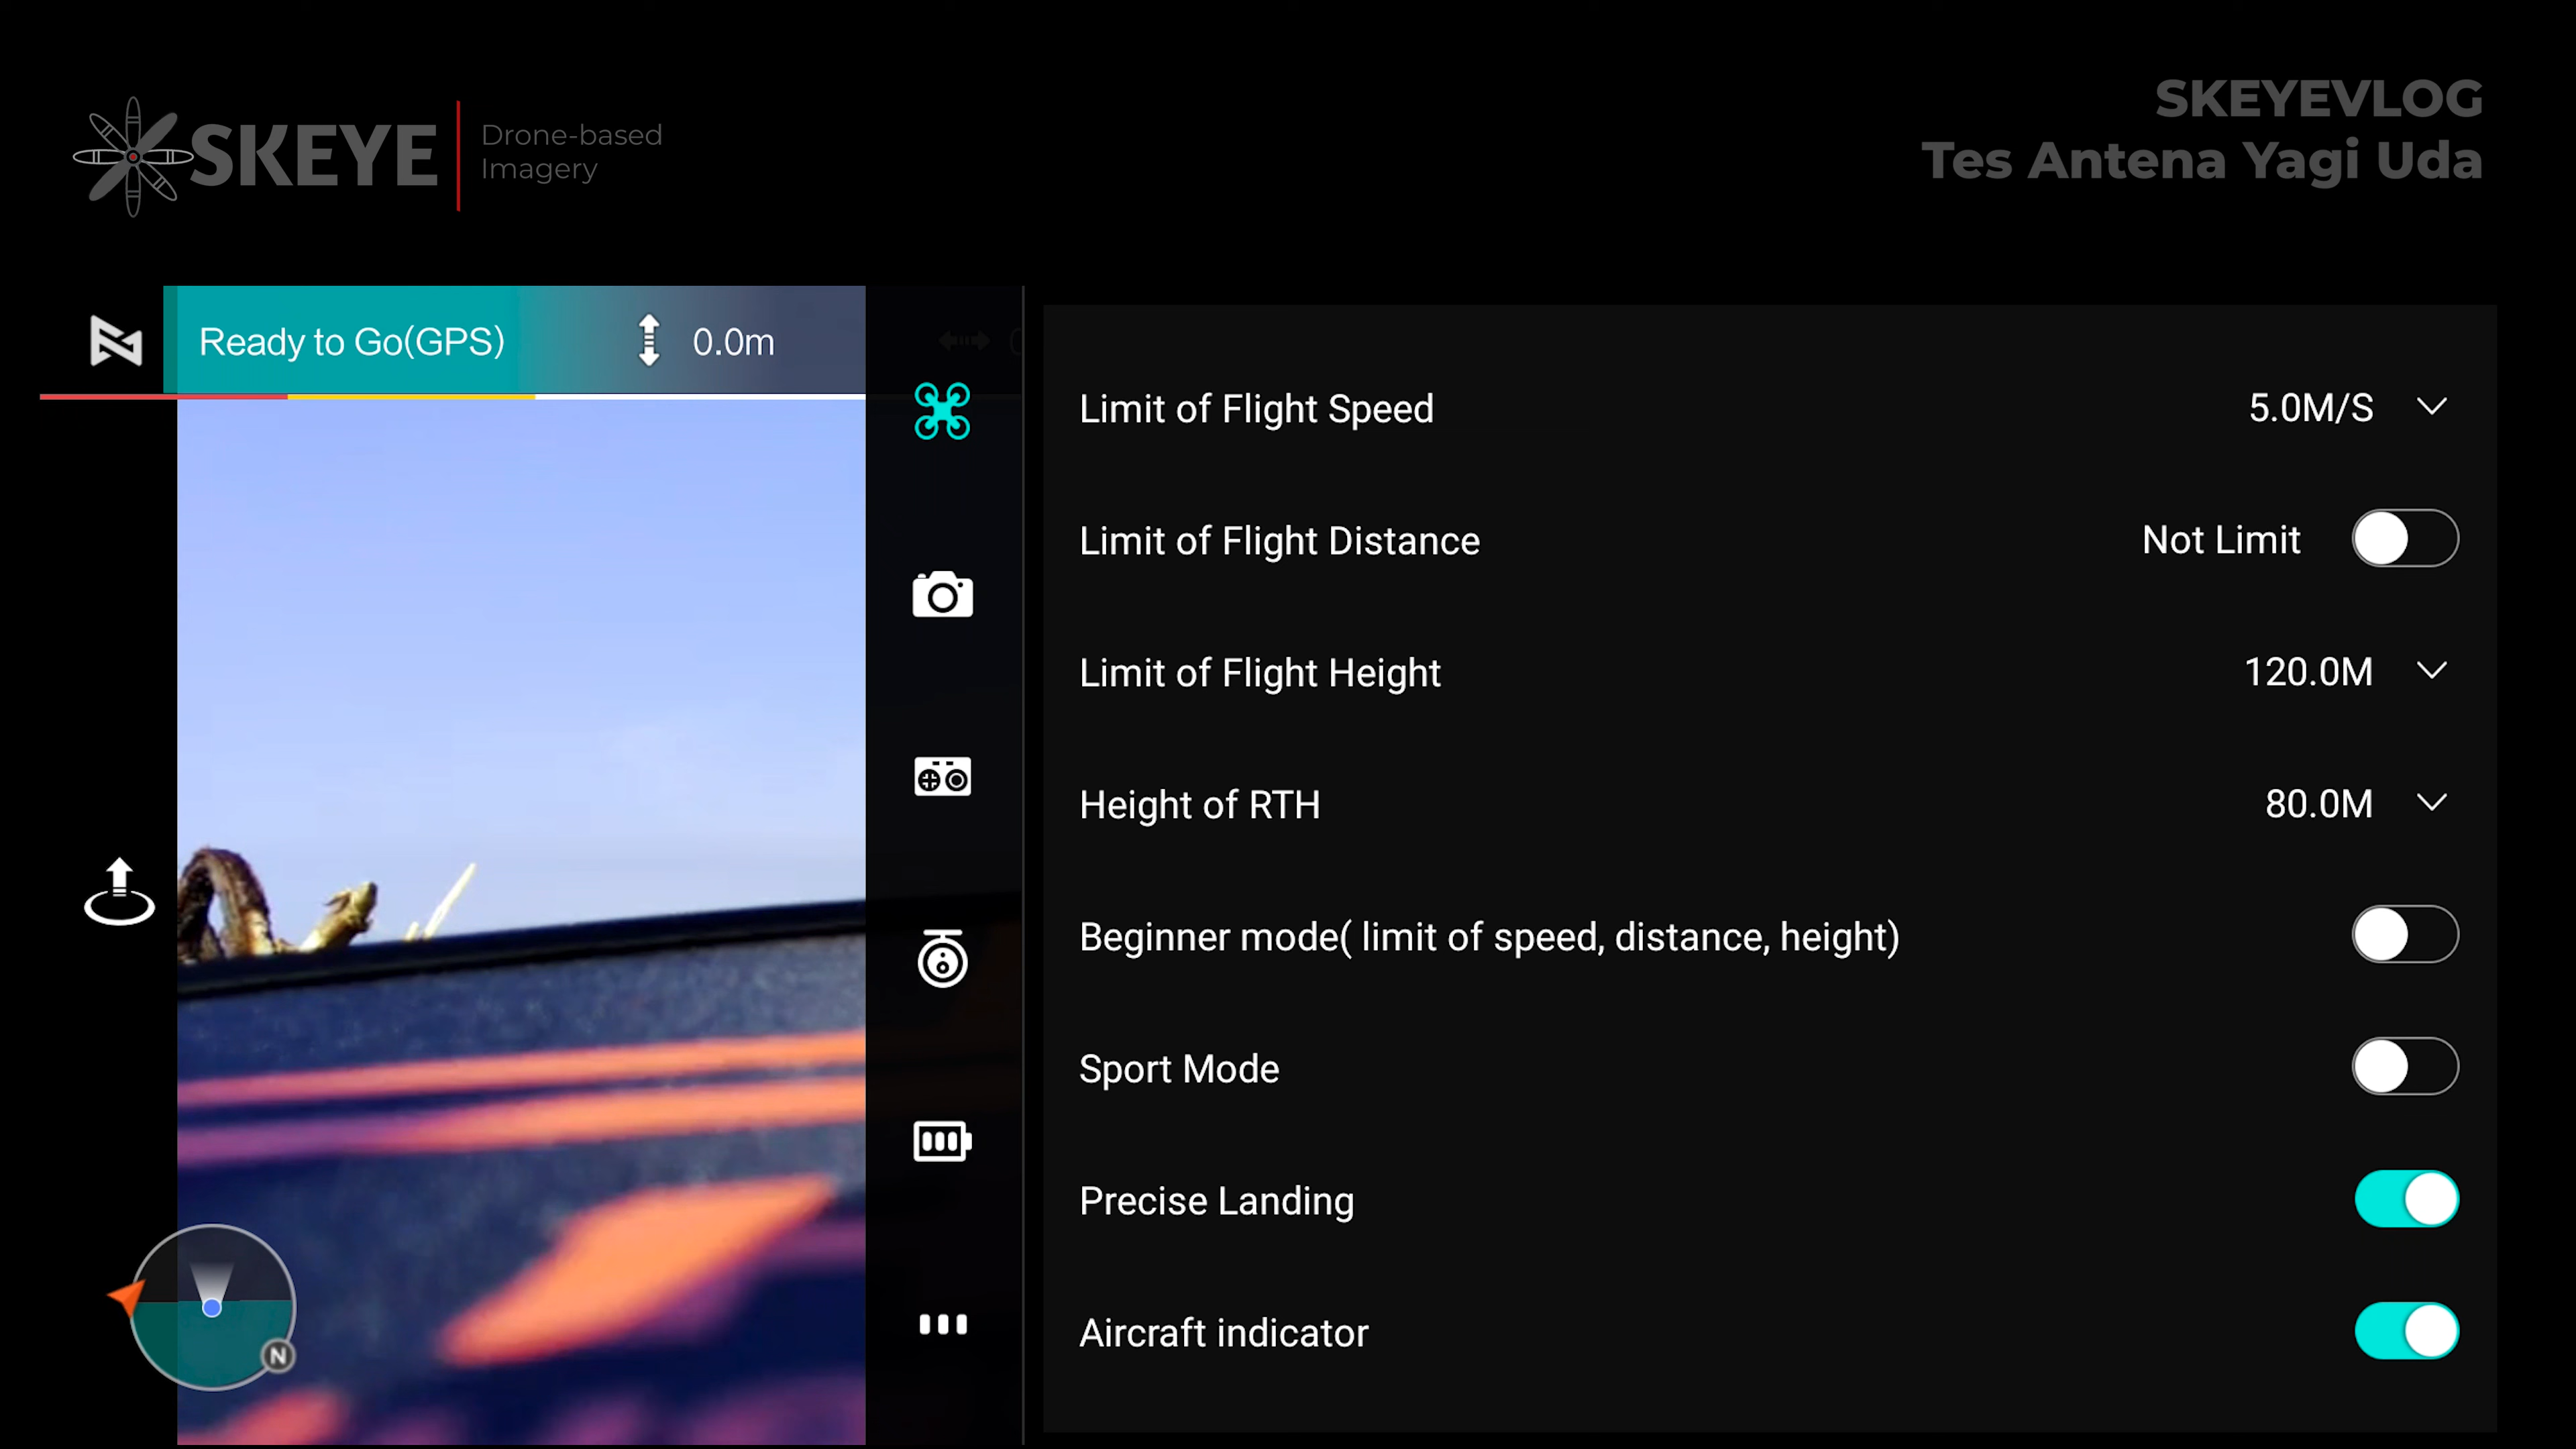 SKEYE
Drone-based
Imagery
SKEYEVLOG
Tes Antena Yagi Uda
Ready to Go(GPS)
0.0m
N
Limit of Flight Speed 5.0M/S
Limit of Flight Distance Not Limit
Limit of Flight Height 120.0M
Height of RTH 80.0M
Beginner mode( limit of speed, distance, height)
Sport Mode
Precise Landing
Aircraft indicator